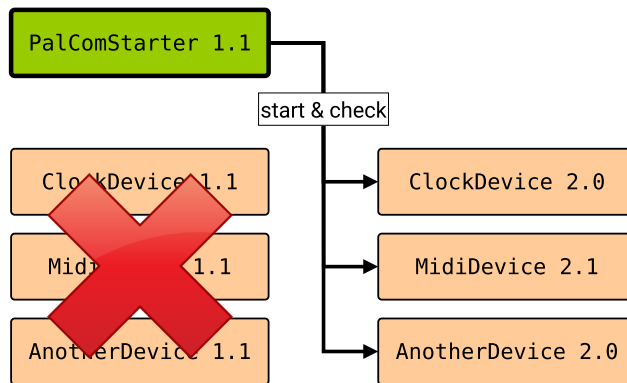 PalComStarter 1.1
start & check
ClockDevice 1.1
ClockDevice 2.0
1.1
MidiDevice 2.1
AnotherDevice 1.1
AnotherDevice 2.0